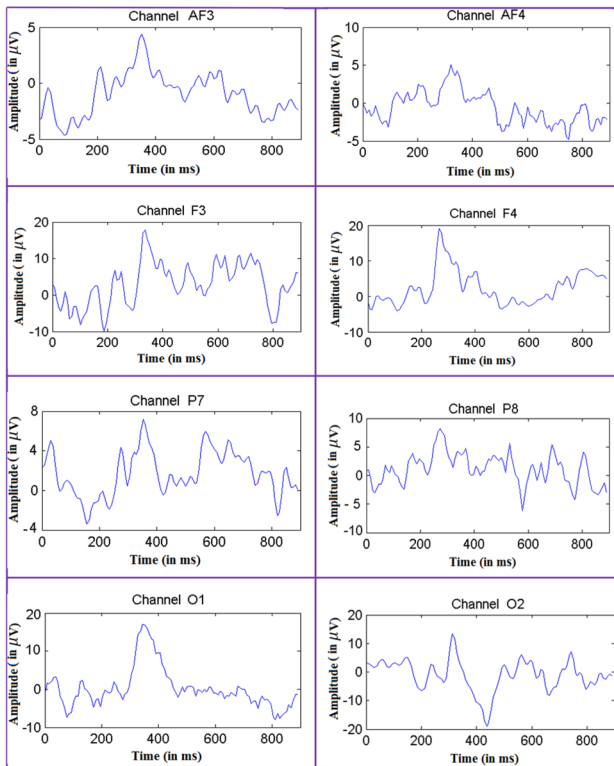 Channel AF3
Amplitude ( in μV)
5
0
-5
0 200 400 600 800
Time (in ms)
Channel AF4
Amplitude ( in μV)
10
5
0
-5
0 200 400 600 800
Time (in ms)
Channel F3
Amplitude ( in μV)
20
10
0
-10
0 200 400 600 800
Time (in ms)
Channel F4
Amplitude ( in μV)
20
10
0
-10
0 200 400 600 800
Time (in ms)
Channel P7
Amplitude ( in μV)
8
4
0
-4
0 200 400 600 800
Time (in ms)
Channel P8
Amplitude ( in μV)
10
5
0
-5
-10
0 200 400 600 800
Time (in ms)
Channel O1
Amplitude ( in μV)
20
10
0
-10
0 200 400 600 800
Time (in ms)
Channel O2
Amplitude ( in μV)
20
10
0
-10
-20
0 200 400 600 800
Time (in ms)